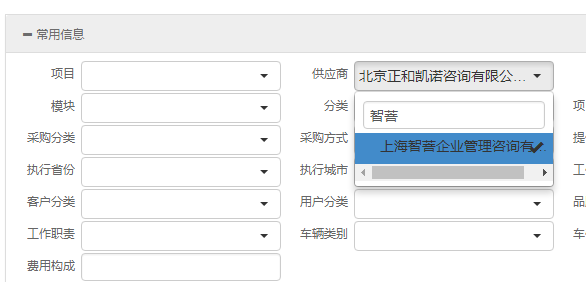 常用信息
项目
供应商
北京正和凯诺咨询有限公...
模块
分类
智蓦
项
采购分类
采购方式
上海智蓦企业管理咨询有...
提
执行省份
执行城市
工
客户分类
用户分类
品
工作职责
车辆类别
车
费用构成